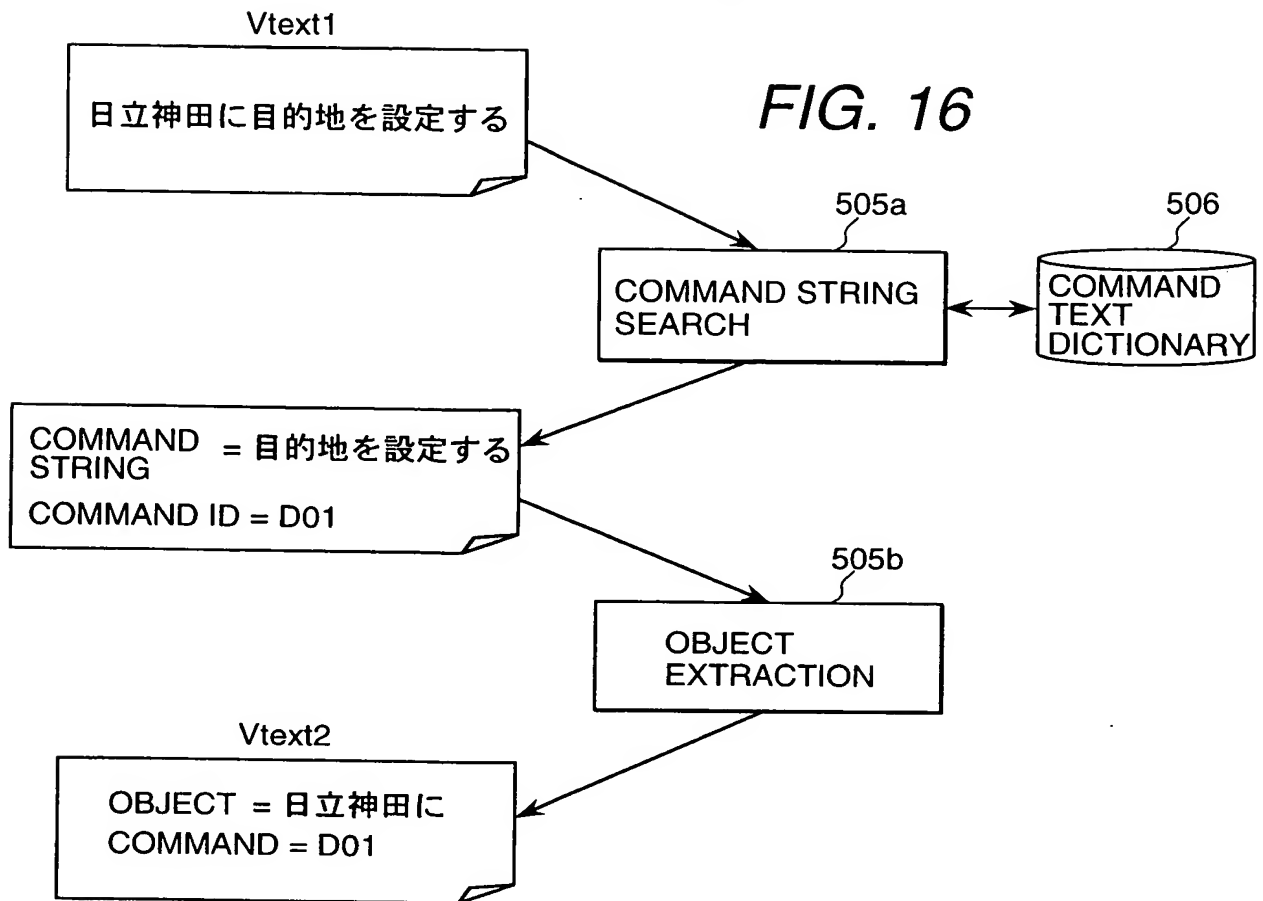 Vtext1
FIG. 16
日立神田に目的地を設定する
505a
506
COMMAND STRING
SEARCH
COMMAND
TEXT
DICTIONARY
COMMAND
STRING
= 目的地を設定する
COMMAND ID = D01
505b
OBJECT
EXTRACTION
Vtext2
OBJECT = 日立神田に
COMMAND = D01